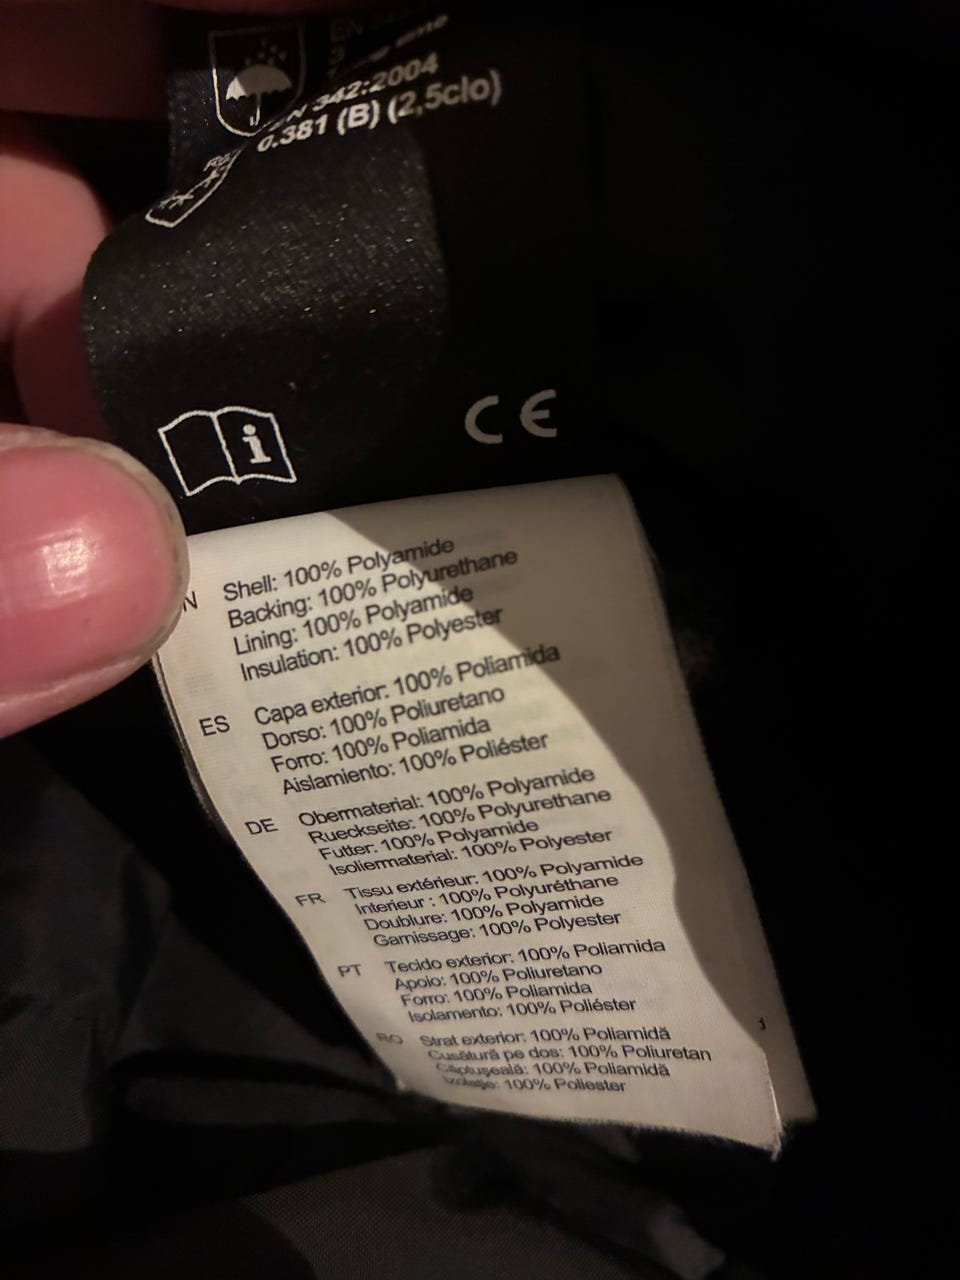 EN
342:2004
0.381 (B) (2,5clo)
i
CE
Shell: 100% Polyamide
Backing: 100% Polyurethane
Lining: 100% Polyamide
Insulation: 100% Polyester
ES Capa exterior: 100% Poliamida
Dorso: 100% Poliuretano
Forro: 100% Poliamida
Aislamiento: 100% Poliéster
DE Obermaterial: 100% Polyamide
Rueckseite: 100% Polyurethane
Futter: 100% Polyamide
Isoliermaterial: 100% Polyester
FR Tissu extérieur: 100% Polyamide
Interieur : 100% Polyuréthane
Doublure: 100% Polyamide
Garnissage: 100% Polyester
PT Tecido exterior: 100% Poliamida
Apoio: 100% Poliuretano
Forro: 100% Poliamida
Isolamento: 100% Poliéster
RO Strat exterior: 100% Poliamidă
Cusătură pe dos: 100% Poliuretan
Căptuşeală: 100% Poliamidă
Izolaţie: 100% Poliester